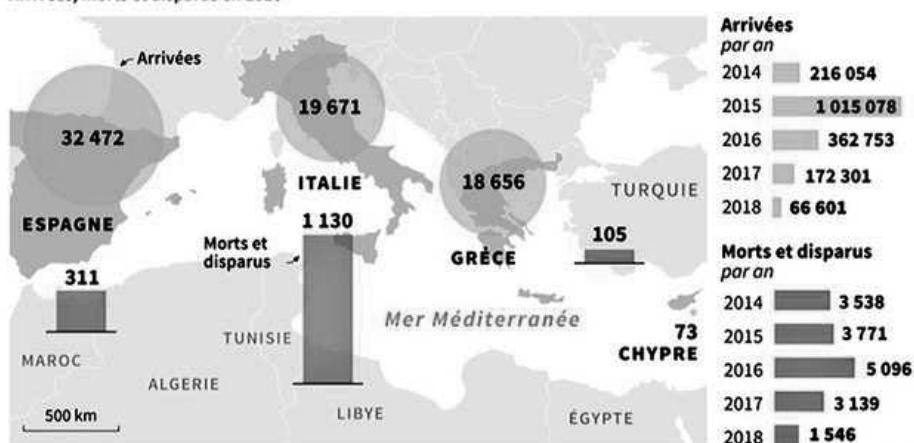 Arrivées
32 472
ESPAGNE
19 671
ITALIE
18 656
GRÈCE
TURQUIE
Morts et
disparus
1 130
105
311
MAROC
ALGERIE
TUNISIE
Mer Méditerranée
73
CHYPRE
LIBYE
ÉGYPTE
500 km
Arrivées
par an
2014 216 054
2015 1 015 078
2016 362 753
2017 172 301
2018 66 601
Morts et disparus
par an
2014 3 538
2015 3 771
2016 5 096
2017 3 139
2018 1 546